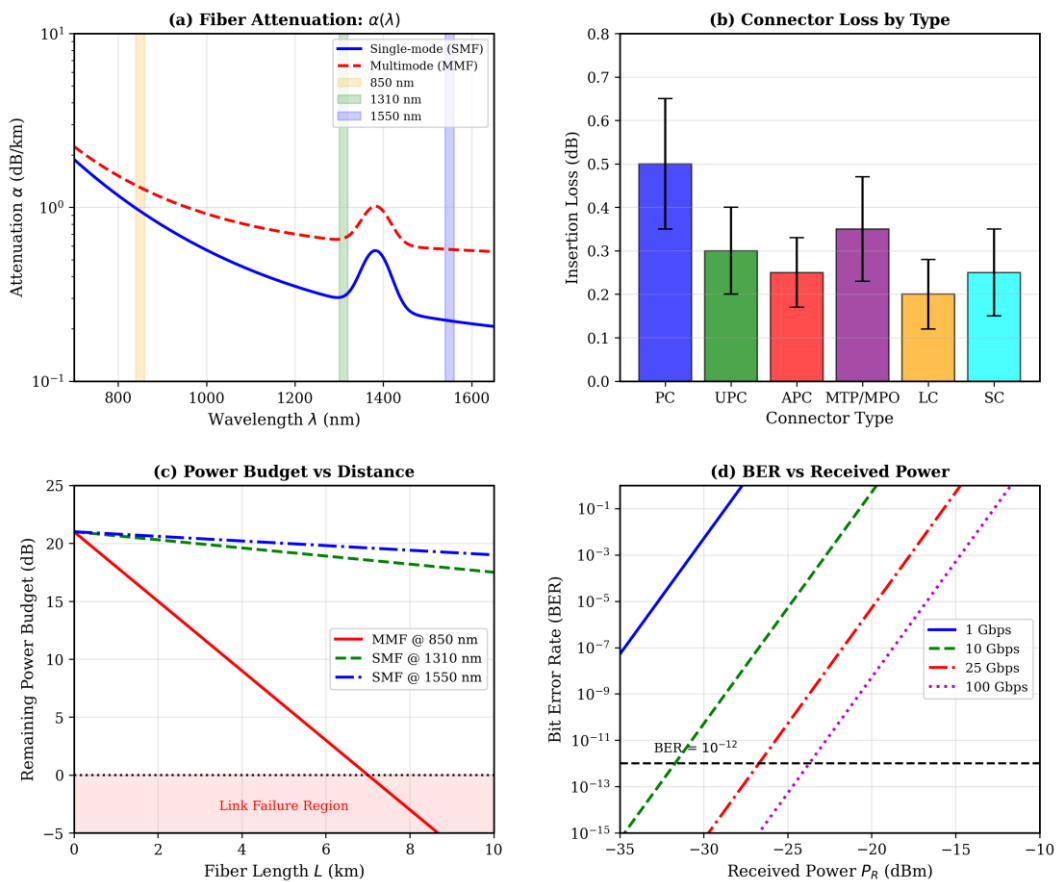 (a) Fiber Attenuation: α(λ)
10¹
10⁰
10⁻¹
Attenuation α (dB/km)
800 1000 1200 1400 1600
Wavelength λ (nm)
Single-mode (SMF)
Multimode (MMF)
850 nm
1310 nm
1550 nm
(b) Connector Loss by Type
0.8
0.7
0.6
0.5
0.4
0.3
0.2
0.1
0.0
Insertion Loss (dB)
PC UPC APC MTP/MPO LC SC
Connector Type
(c) Power Budget vs Distance
25
20
15
10
5
0
−5
Remaining Power Budget (dB)
MMF @ 850 nm
SMF @ 1310 nm
SMF @ 1550 nm
Link Failure Region
0 2 4 6 8 10
Fiber Length L (km)
(d) BER vs Received Power
10⁻¹
10⁻³
10⁻⁵
10⁻⁷
10⁻⁹
10⁻¹¹
10⁻¹³
10⁻¹⁵
Bit Error Rate (BER)
1 Gbps
10 Gbps
25 Gbps
100 Gbps
BER = 10⁻¹²
−35 −30 −25 −20 −15 −10
Received Power P_R (dBm)